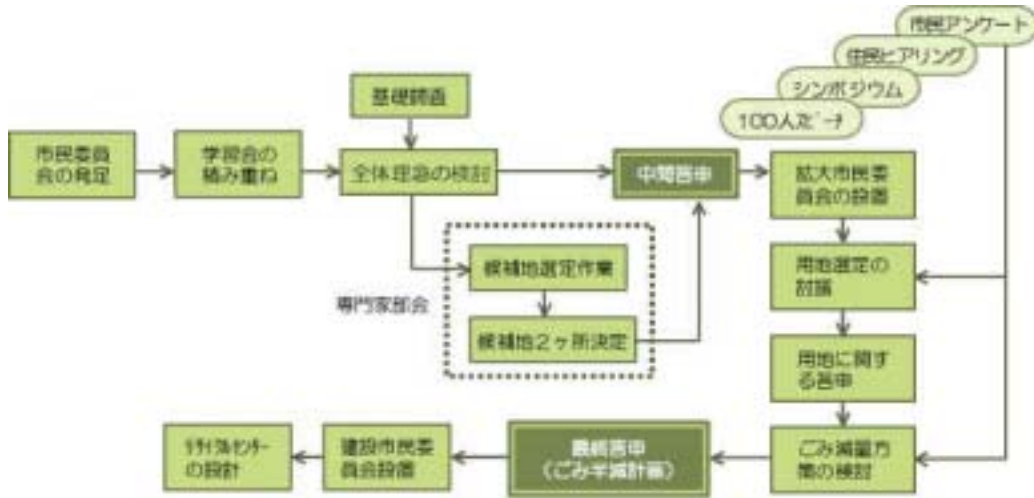 市民アンケート
住民ヒアリング
シンポジウム
100人スピーチ
基礎調査
市民委員
会の発足
学習会の
積み重ね
全体理念の検討
中間答申
拡大市民委
員会の設置
候補地選定作業
用地選定の
討議
専門家部会
候補地2ヶ所決定
用地に関す
る答申
リサイクルセンター
の設計
建設市民委
員会設置
最終答申
(ごみ半減計画)
ごみ減量方
策の検討